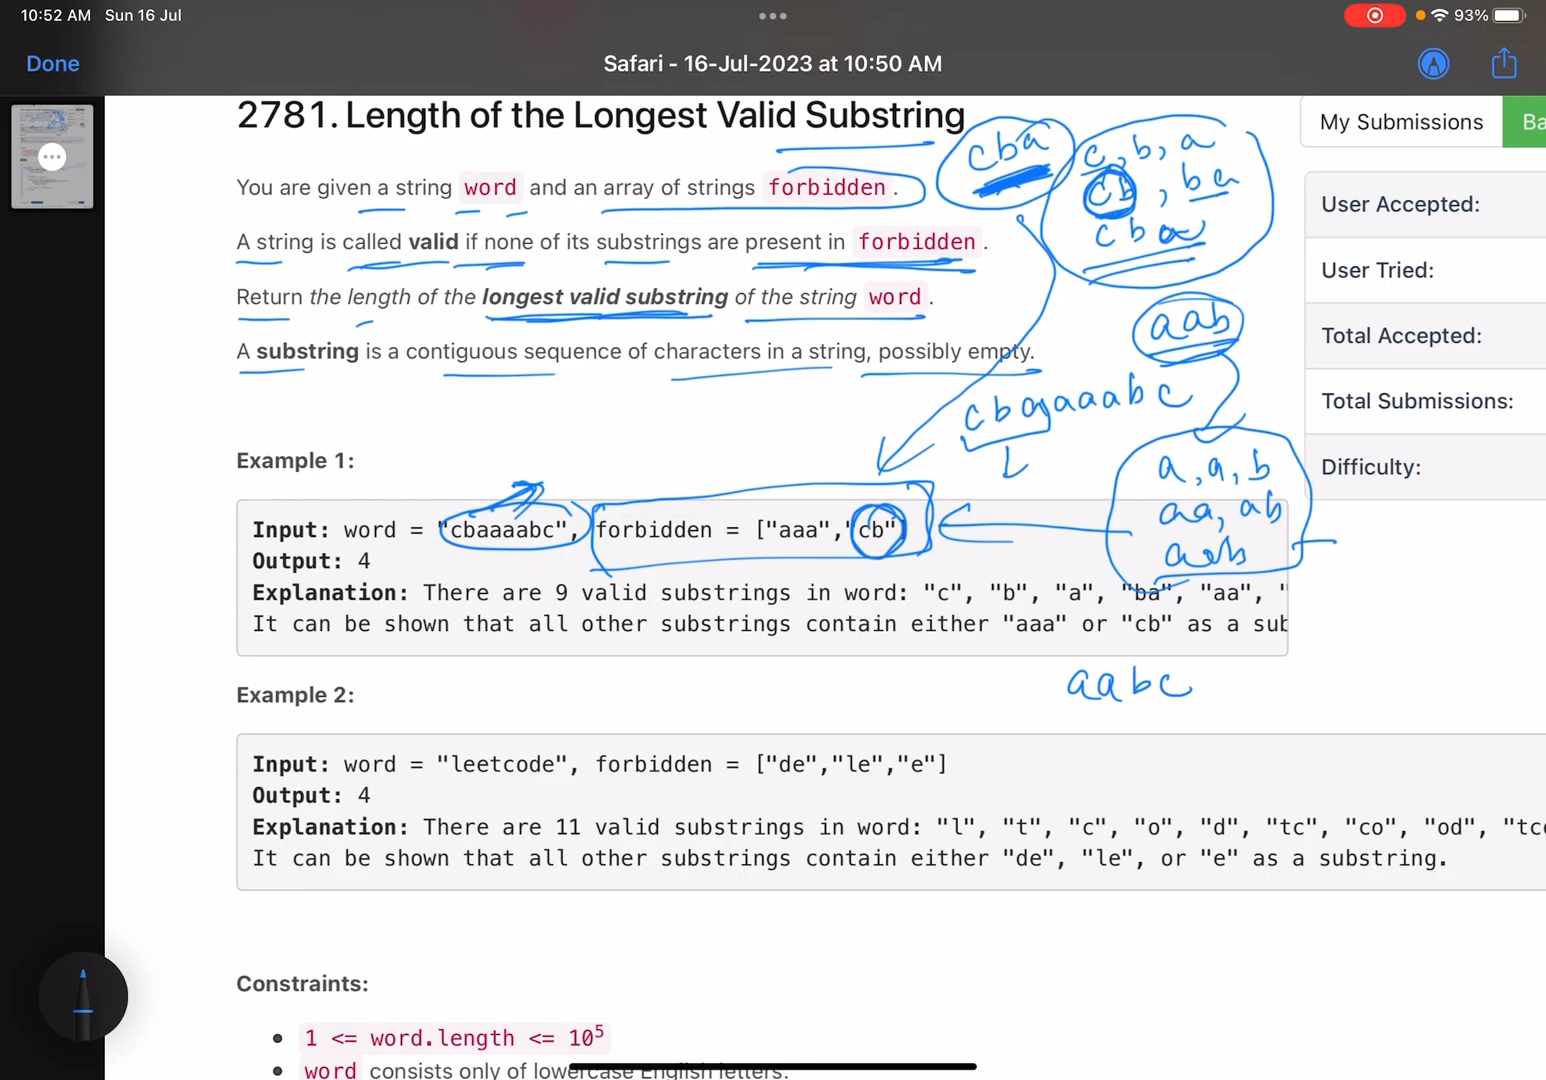 10:52 AM Sun 16 Jul
93%
Done
Safari - 16-Jul-2023 at 10:50 AM
2781. Length of the Longest Valid Substring
You are given a string word and an array of strings forbidden.
A string is called valid if none of its substrings are present in forbidden.
Return the length of the longest valid substring of the string word.
A substring is a contiguous sequence of characters in a string, possibly empty.
cba
c, b, a
cb, ba
cba
aab
cbaaaabc
a, a, b
aa, ab
aab
My Submissions
Ba
User Accepted:
User Tried:
Total Accepted:
Total Submissions:
Difficulty:
Example 1:
Input: word = "cbaaaabc", forbidden = ["aaa","cb"]
Output: 4
Explanation: There are 9 valid substrings in word: "c", "b", "a", "ba", "aa", "
It can be shown that all other substrings contain either "aaa" or "cb" as a sub
aabc
Example 2:
Input: word = "leetcode", forbidden = ["de","le","e"]
Output: 4
Explanation: There are 11 valid substrings in word: "l", "t", "c", "o", "d", "tc", "co", "od", "tco
It can be shown that all other substrings contain either "de", "le", or "e" as a substring.
Constraints:
1 <= word.length <= 10⁵
word consists only of lowercase English letters.